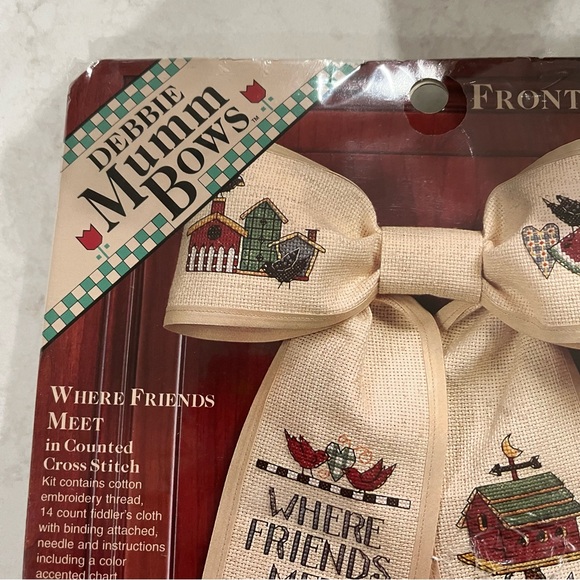 DEBBIE
Mumm
BOWS™
FRONT
WHERE FRIENDS
MEET
in Counted
Cross Stitch
Kit contains cotton
embroidery thread,
14 count fiddler's cloth
with binding attached,
needle and instructions
including a color
accented chart
WHERE
FRIENDS